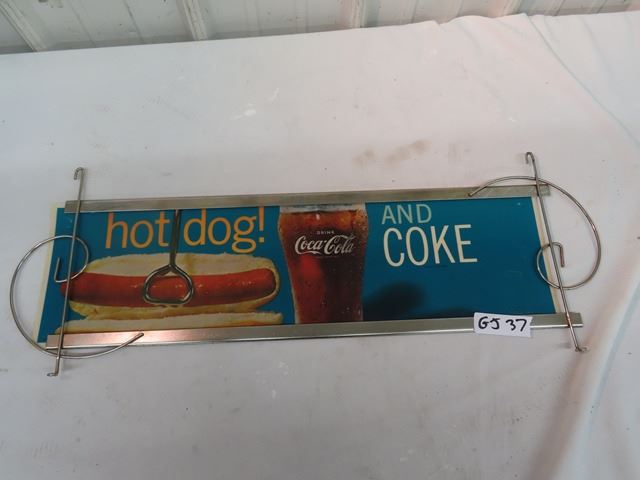 hot dog!
DRINK
Coca-Cola
AND
COKE
GJ 37